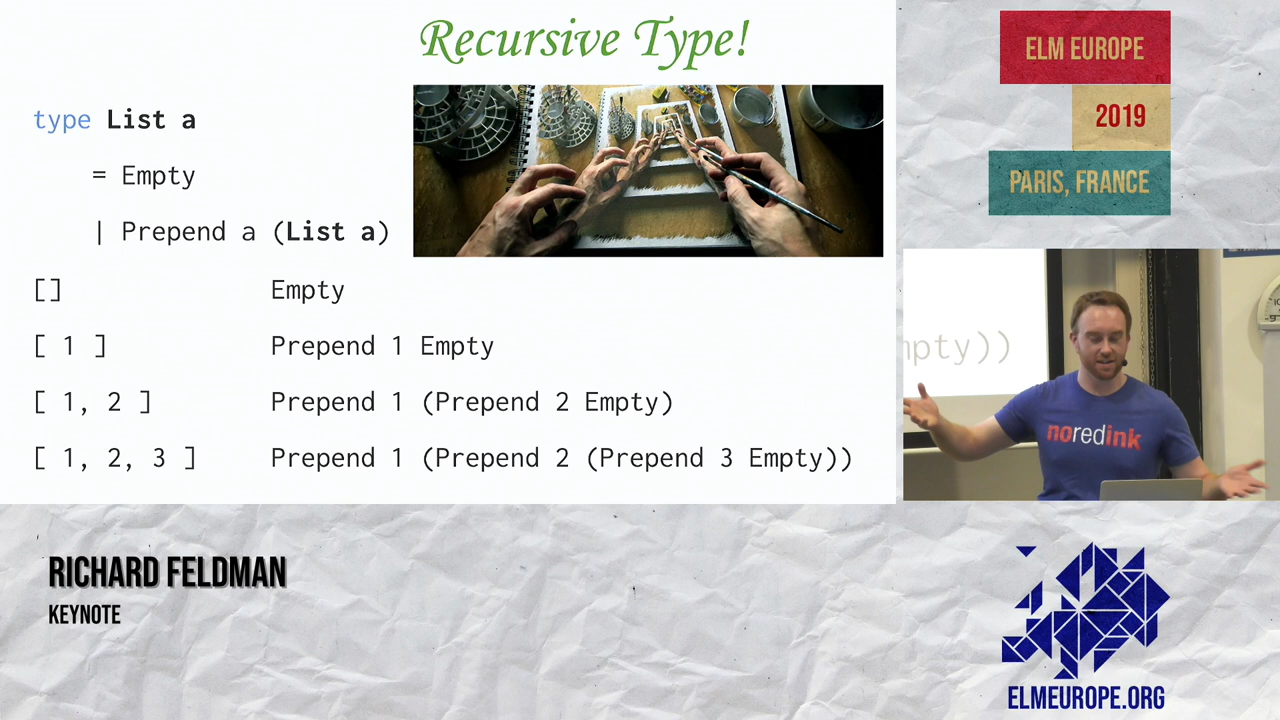 Recursive Type!
type List a
= Empty
| Prepend a (List a)
[] Empty
[ 1 ] Prepend 1 Empty
[ 1, 2 ] Prepend 1 (Prepend 2 Empty)
[ 1, 2, 3 ] Prepend 1 (Prepend 2 (Prepend 3 Empty))
ELM EUROPE
2019
PARIS, FRANCE
mpty))
noredink
RICHARD FELDMAN
KEYNOTE
ELMEUROPE.ORG